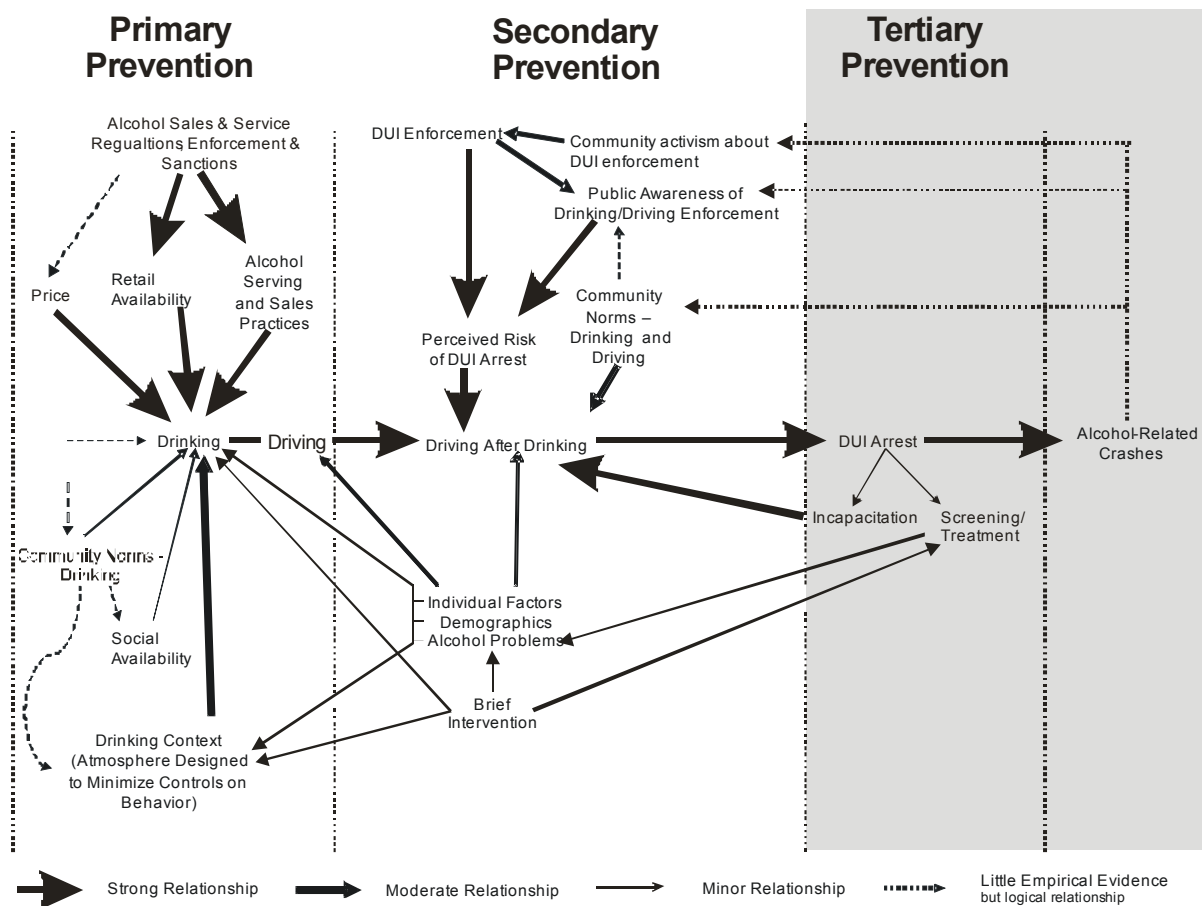 Primary
Prevention
Secondary
Prevention
Tertiary
Prevention
Alcohol Sales & Service
Regualtions Enforcement &
Sanctions
Price
Retail
Availability
Alcohol
Serving
and Sales
Practices
DUI Enforcement
Community activism about
DUI enforcement
Public Awareness of
Drinking/Driving Enforcement
Perceived Risk
of DUI Arrest
Community
Norms –
Drinking and
Driving
Drinking
Driving
Driving After Drinking
DUI Arrest
Alcohol-Related
Crashes
Incapacitation
Screening/
Treatment
Community Norms -
Drinking
Social
Availability
Individual Factors
Demographics
Alcohol Problems
Brief
Intervention
Drinking Context
(Atmosphere Designed
to Minimize Controls on
Behavior)
Strong Relationship
Moderate Relationship
Minor Relationship
Little Empirical Evidence
but logical relationship